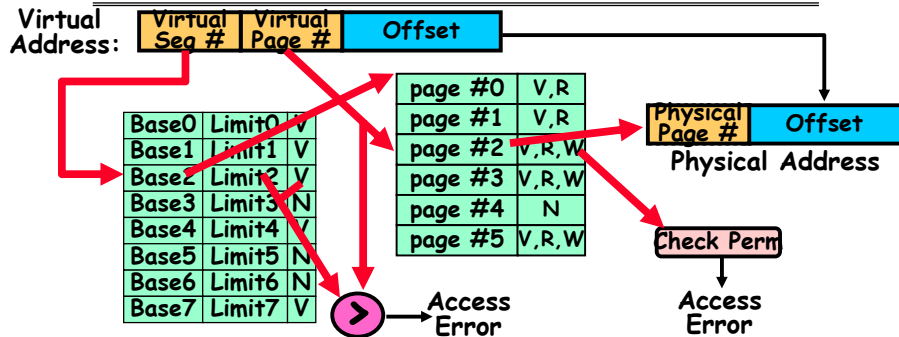 Virtual
Address:
Virtual
Seg #
Virtual
Page #
Offset
Base0 Limit0 V
Base1 Limit1 V
Base2 Limit2 V
Base3 Limit3 N
Base4 Limit4 V
Base5 Limit5 N
Base6 Limit6 N
Base7 Limit7 V
page #0 V,R
page #1 V,R
page #2 V,R,W
page #3 V,R,W
page #4 N
page #5 V,R,W
Physical
Page #
Offset
Physical Address
Check Perm
>
Access
Error
Access
Error